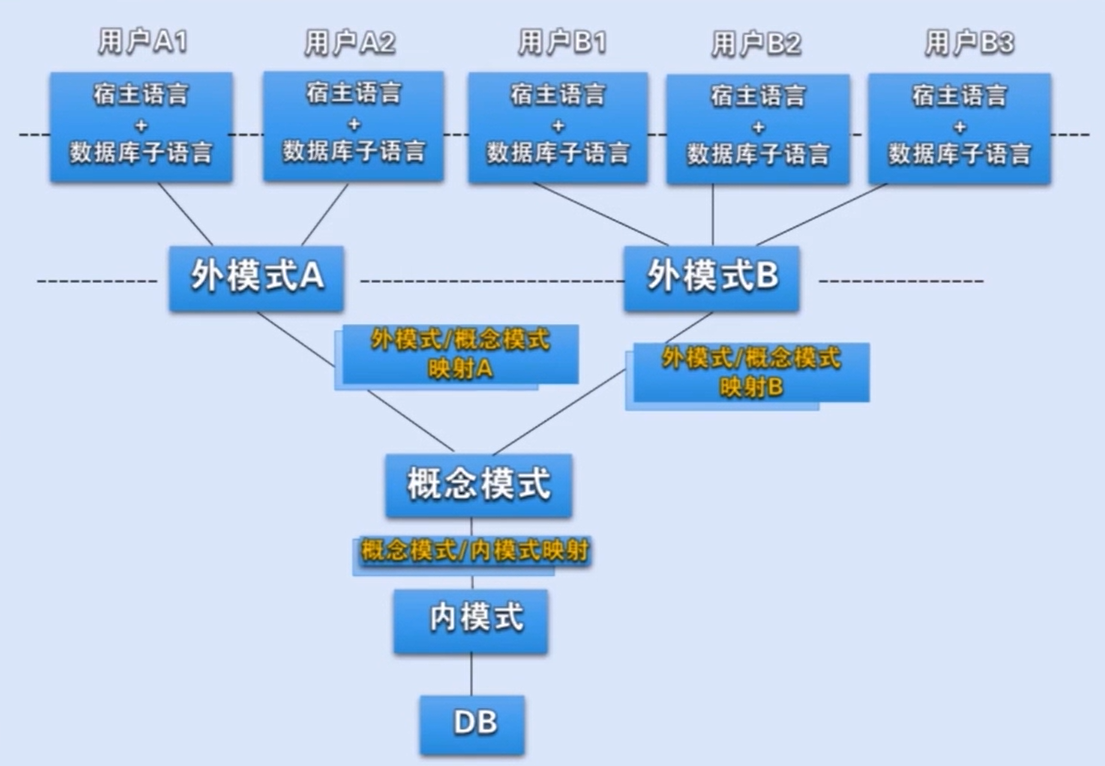 用户A1
用户A2
用户B1
用户B2
用户B3
宿主语言
+
数据库子语言
宿主语言
+
数据库子语言
宿主语言
+
数据库子语言
宿主语言
+
数据库子语言
宿主语言
+
数据库子语言
外模式A
外模式B
外模式/概念模式
映射A
外模式/概念模式
映射B
概念模式
概念模式/内模式映射
内模式
DB